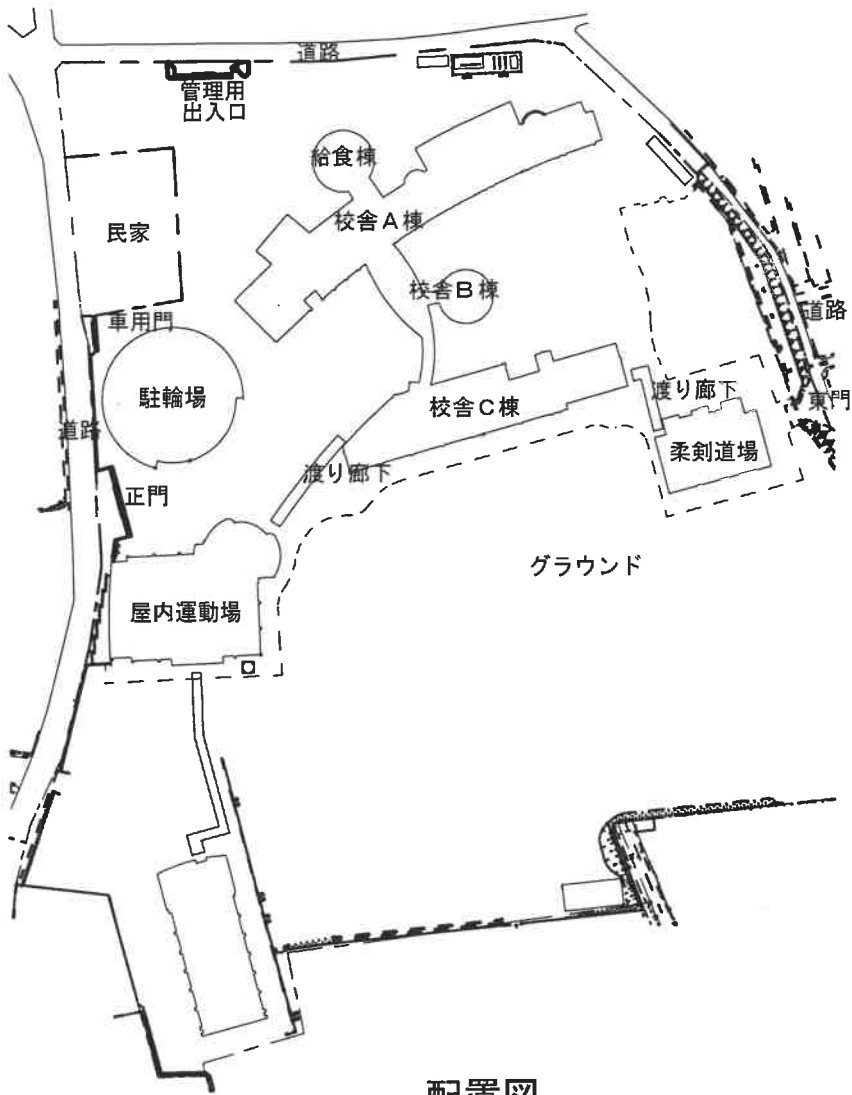 道路
管理用
出入口
給食棟
校舎A棟
民家
校舎B棟
道路
車用門
駐輪場
渡り廊下
東門
校舎C棟
道路
柔剣道場
渡り廊下
正門
グラウンド
屋内運動場
配置図